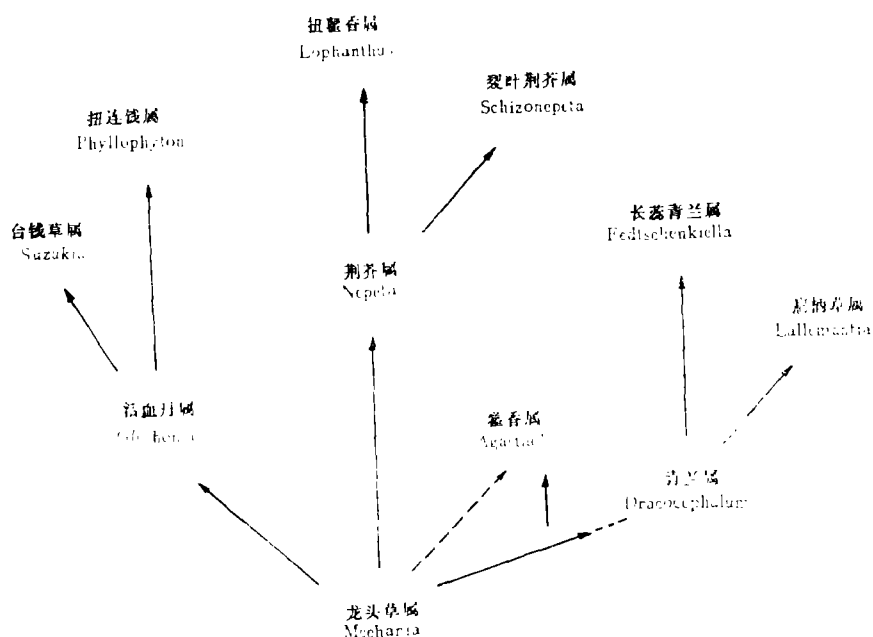 扭藿香属
Lophanthus
裂叶荆芥属
Schizonepeta
扭连钱属
Phyllophyton
台钱草属
Suzukia
长蕊青兰属
Fedtschenkiella
荆芥属
Nepeta
扁柄草属
Lallemantia
活血丹属
Glechoma
藿香属
Agastache
青兰属
Dracocephalum
龙头草属
Meehania